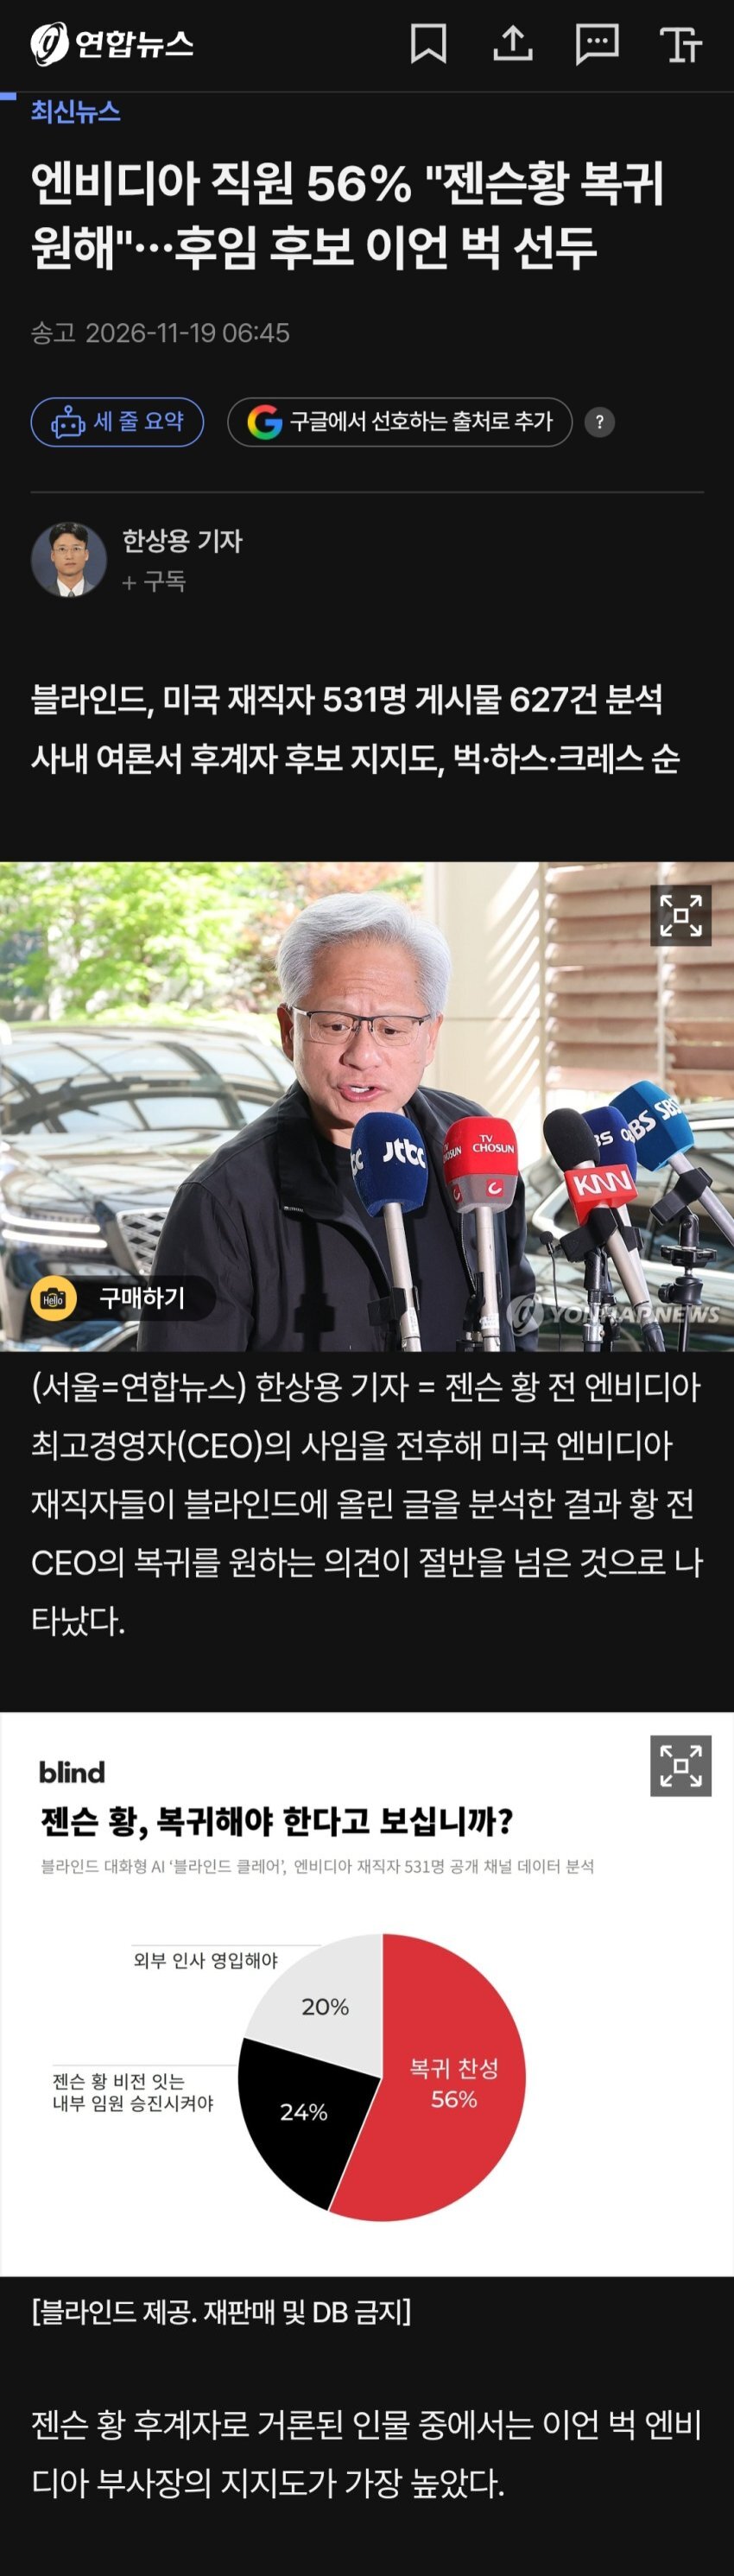 연합뉴스
최신뉴스
엔비디아 직원 56% "젠슨황 복귀
원해"…후임 후보 이언 벅 선두
송고 2026-11-19 06:45
세 줄 요약
구글에서 선호하는 출처로 추가
?
한상용 기자
+ 구독
블라인드, 미국 재직자 531명 게시물 627건 분석
사내 여론서 후계자 후보 지지도, 벅·하스·크레스 순
jtbc
TV
CHOSUN
KNN
OBS
SBS
Hello
구매하기
YONHAPNEWS
(서울=연합뉴스) 한상용 기자 = 젠슨 황 전 엔비디아
최고경영자(CEO)의 사임을 전후해 미국 엔비디아
재직자들이 블라인드에 올린 글을 분석한 결과 황 전
CEO의 복귀를 원하는 의견이 절반을 넘은 것으로 나
타났다.
blind
젠슨 황, 복귀해야 한다고 보십니까?
블라인드 대화형 AI ‘블라인드 클레어’, 엔비디아 재직자 531명 공개 채널 데이터 분석
외부 인사 영입해야
20%
복귀 찬성
56%
젠슨 황 비전 잇는
내부 임원 승진시켜야
24%
[블라인드 제공. 재판매 및 DB 금지]
젠슨 황 후계자로 거론된 인물 중에서는 이언 벅 엔비
디아 부사장의 지지도가 가장 높았다.